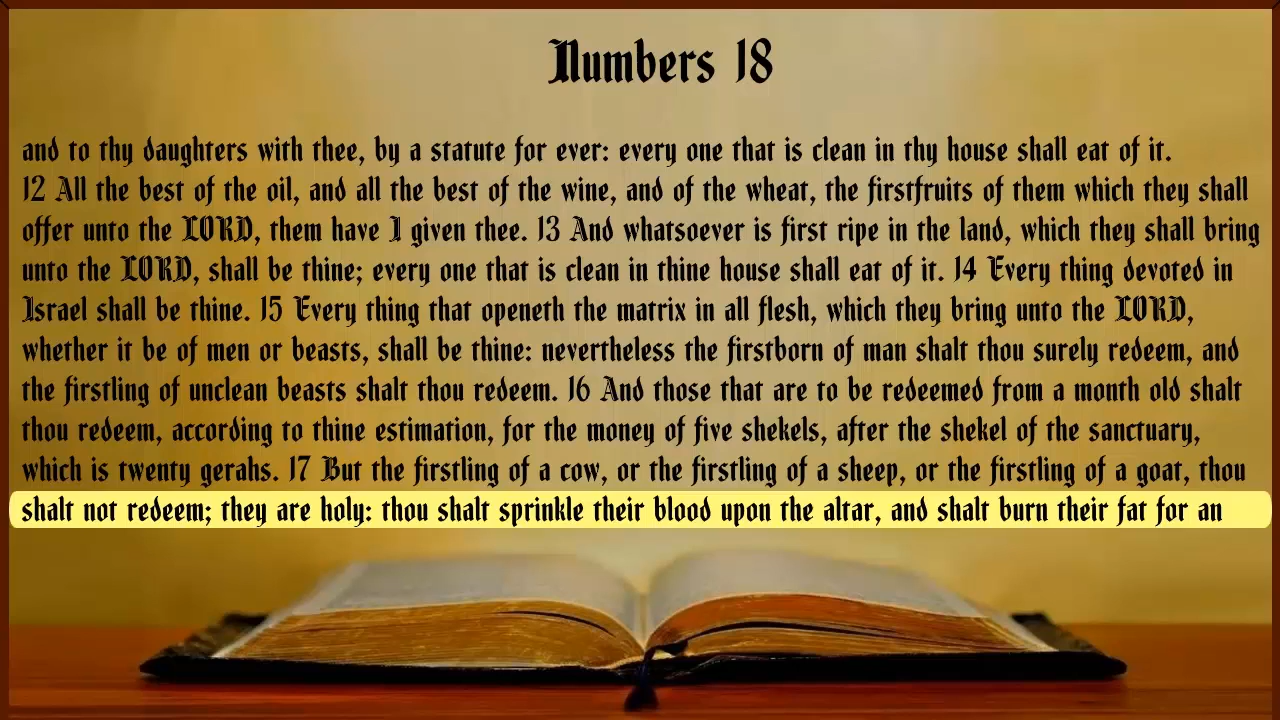 Numbers 18
and to thy daughters with thee, by a statute for ever: every one that is clean in thy house shall eat of it.
12 All the best of the oil, and all the best of the wine, and of the wheat, the firstfruits of them which they shall
offer unto the LORD, them have I given thee. 13 And whatsoever is first ripe in the land, which they shall bring
unto the LORD, shall be thine; every one that is clean in thine house shall eat of it. 14 Every thing devoted in
Israel shall be thine. 15 Every thing that openeth the matrix in all flesh, which they bring unto the LORD,
whether it be of men or beasts, shall be thine: nevertheless the firstborn of man shalt thou surely redeem, and
the firstling of unclean beasts shalt thou redeem. 16 And those that are to be redeemed from a month old shalt
thou redeem, according to thine estimation, for the money of five shekels, after the shekel of the sanctuary,
which is twenty gerahs. 17 But the firstling of a cow, or the firstling of a sheep, or the firstling of a goat, thou
shalt not redeem; they are holy: thou shalt sprinkle their blood upon the altar, and shalt burn their fat for an